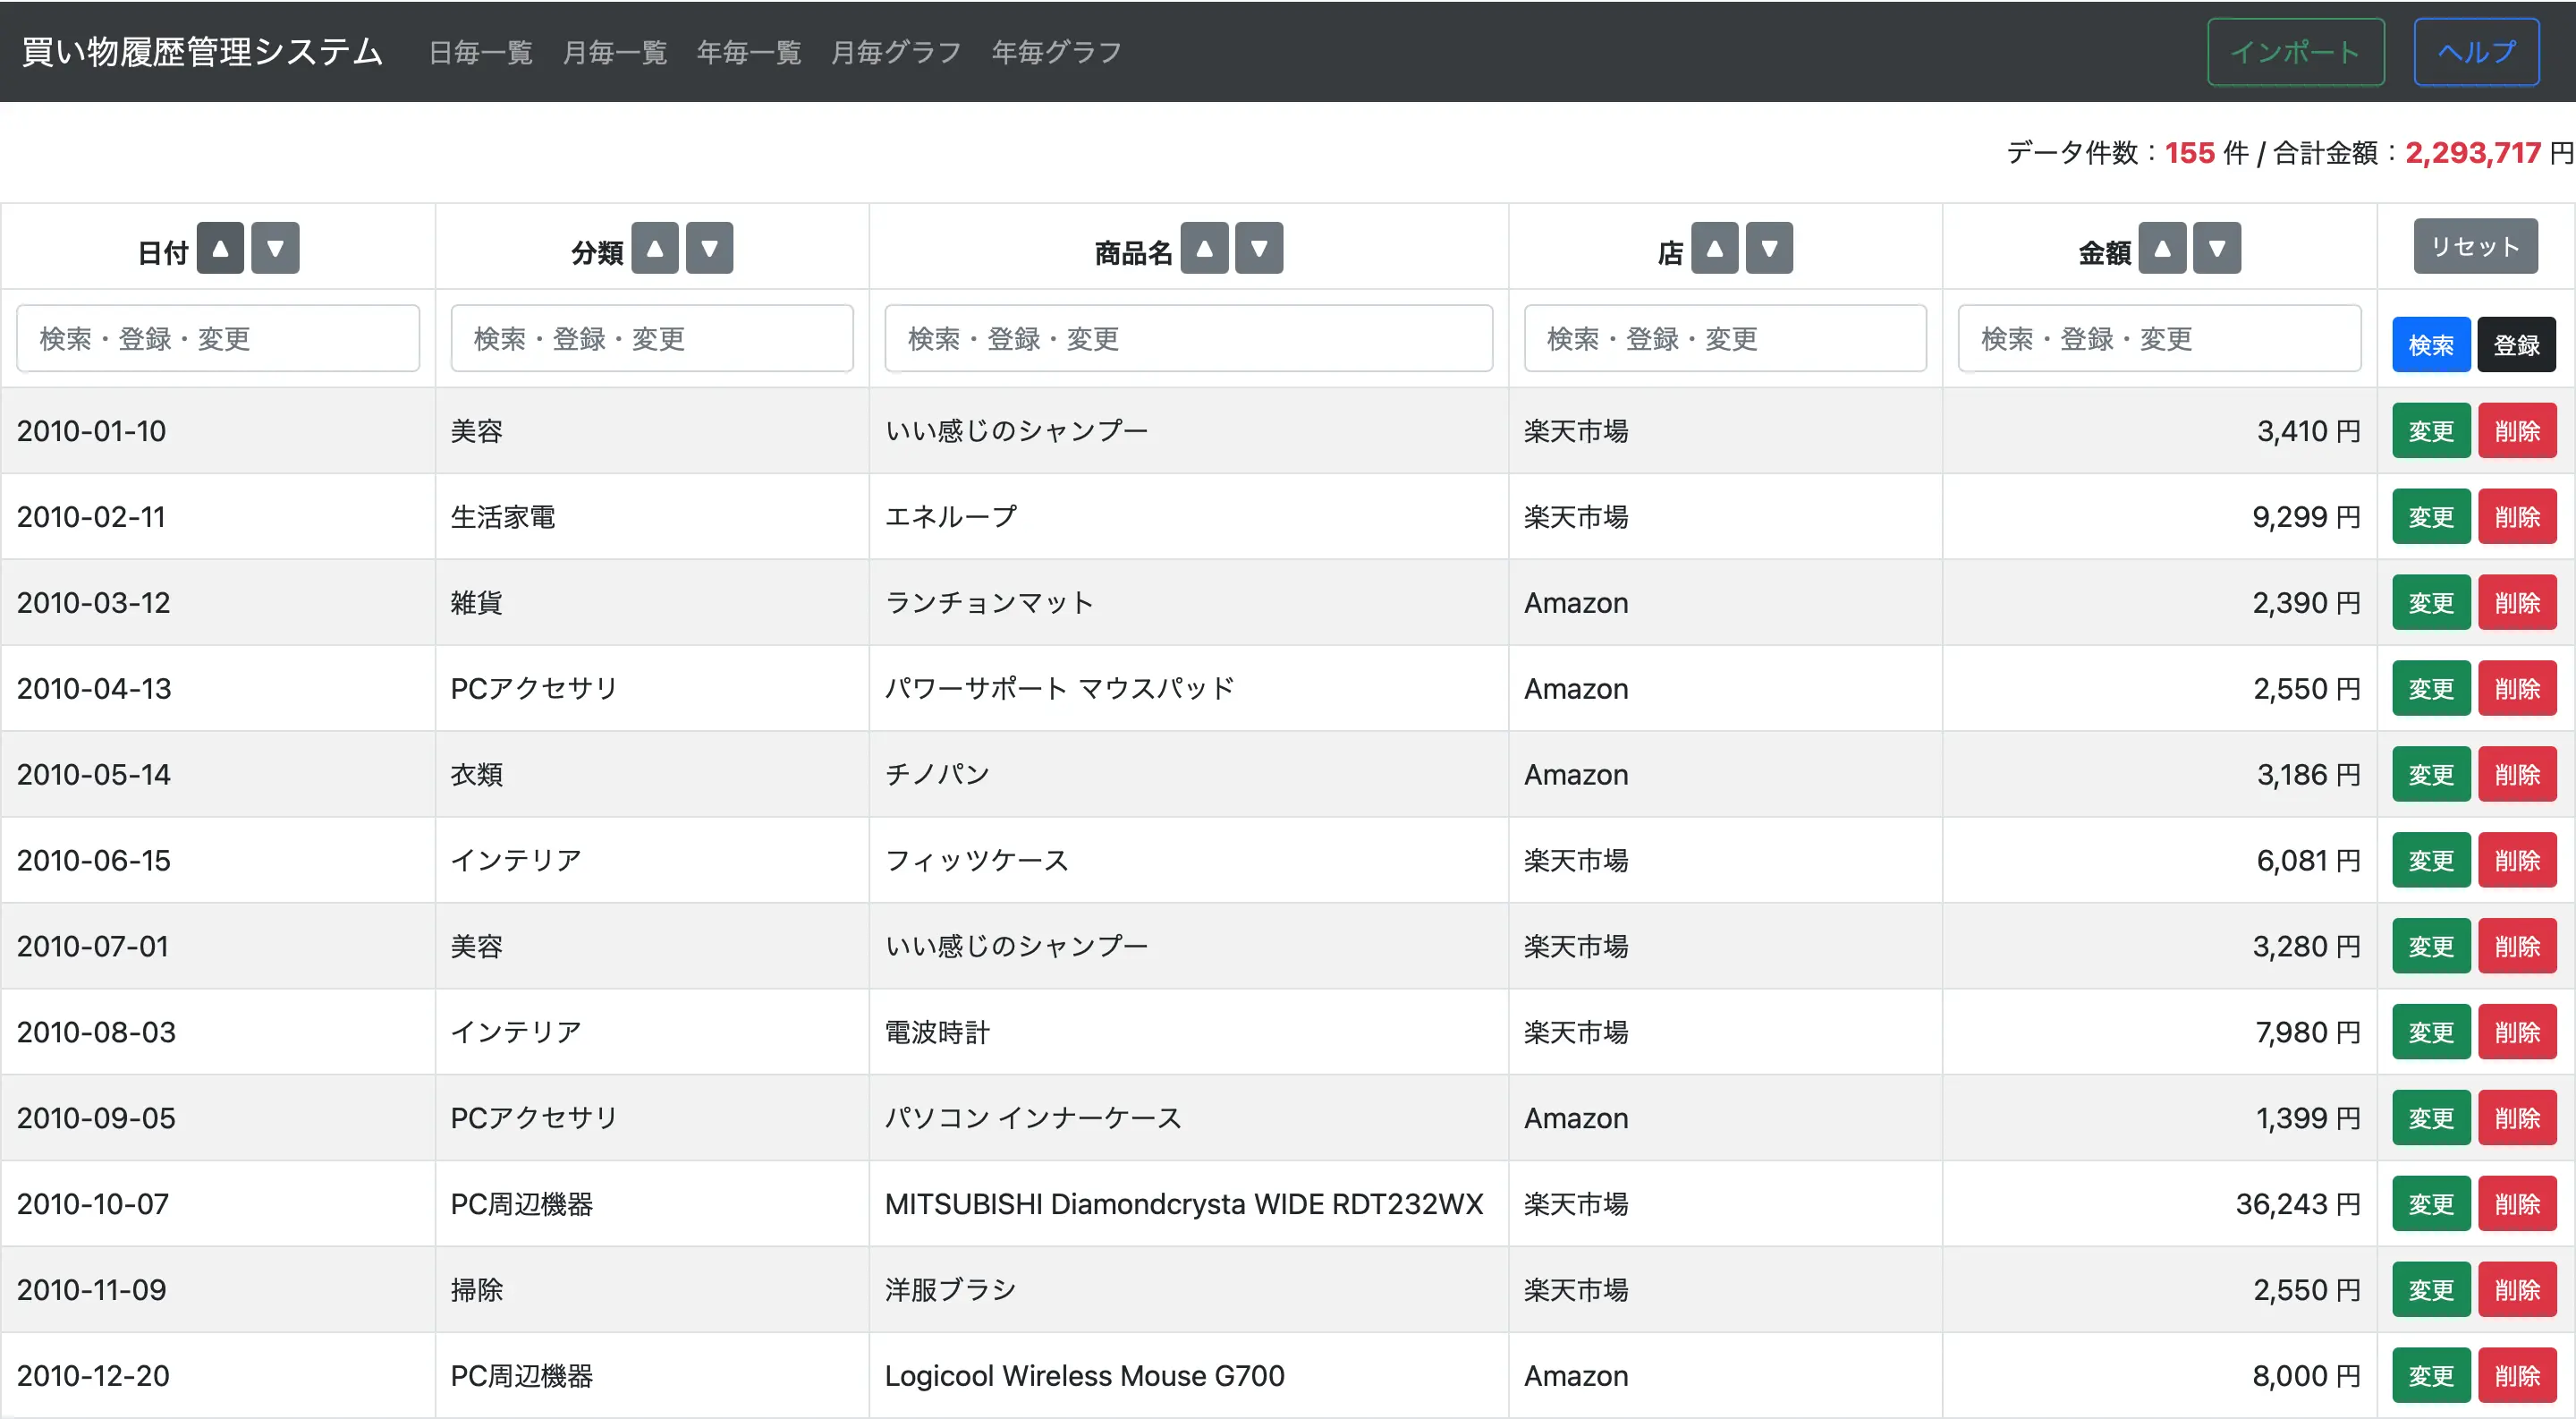 買い物履歴管理システム 日毎一覧 月毎一覧 年毎一覧 月毎グラフ 年毎グラフ インポート ヘルプ
データ件数：155 件 / 合計金額：2,293,717 円
日付 ▲ ▼ 分類 ▲ ▼ 商品名 ▲ ▼ 店 ▲ ▼ 金額 ▲ ▼ リセット
検索・登録・変更 検索・登録・変更 検索・登録・変更 検索・登録・変更 検索・登録・変更 検索 登録
2010-01-10 美容 いい感じのシャンプー 楽天市場 3,410 円 変更 削除
2010-02-11 生活家電 エネループ 楽天市場 9,299 円 変更 削除
2010-03-12 雑貨 ランチョンマット Amazon 2,390 円 変更 削除
2010-04-13 PCアクセサリ パワーサポート マウスパッド Amazon 2,550 円 変更 削除
2010-05-14 衣類 チノパン Amazon 3,186 円 変更 削除
2010-06-15 インテリア フィッツケース 楽天市場 6,081 円 変更 削除
2010-07-01 美容 いい感じのシャンプー 楽天市場 3,280 円 変更 削除
2010-08-03 インテリア 電波時計 楽天市場 7,980 円 変更 削除
2010-09-05 PCアクセサリ パソコン インナーケース Amazon 1,399 円 変更 削除
2010-10-07 PC周辺機器 MITSUBISHI Diamondcrysta WIDE RDT232WX 楽天市場 36,243 円 変更 削除
2010-11-09 掃除 洋服ブラシ 楽天市場 2,550 円 変更 削除
2010-12-20 PC周辺機器 Logicool Wireless Mouse G700 Amazon 8,000 円 変更 削除